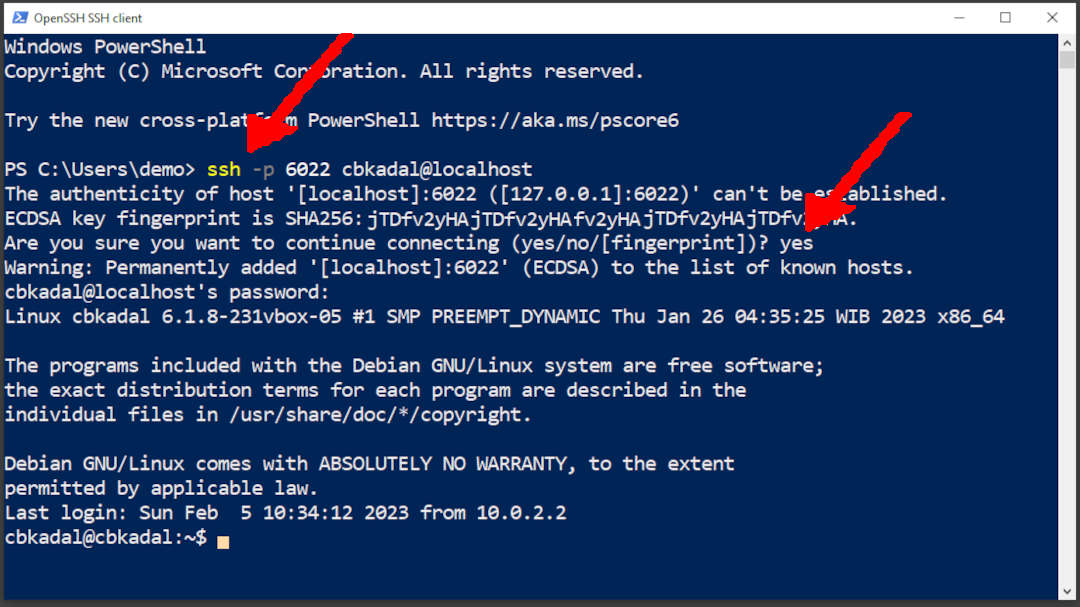 OpenSSH SSH client
Windows PowerShell
Copyright (C) Microsoft Corporation. All rights reserved.
Try the new cross-platform PowerShell https://aka.ms/pscore6
PS C:\Users\demo> ssh -p 6022 cbkadal@localhost
The authenticity of host '[localhost]:6022 ([127.0.0.1]:6022)' can't be established.
ECDSA key fingerprint is SHA256:jTDfv2yHAjTDfv2yHAfv2yHAjTDfv2yHAjTDfv2yHA.
Are you sure you want to continue connecting (yes/no/[fingerprint])? yes
Warning: Permanently added '[localhost]:6022' (ECDSA) to the list of known hosts.
cbkadal@localhost's password:
Linux cbkadal 6.1.8-231vbox-05 #1 SMP PREEMPT_DYNAMIC Thu Jan 26 04:35:25 WIB 2023 x86_64
The programs included with the Debian GNU/Linux system are free software;
the exact distribution terms for each program are described in the
individual files in /usr/share/doc/*/copyright.
Debian GNU/Linux comes with ABSOLUTELY NO WARRANTY, to the extent
permitted by applicable law.
Last login: Sun Feb  5 10:34:12 2023 from 10.0.2.2
cbkadal@cbkadal:~$